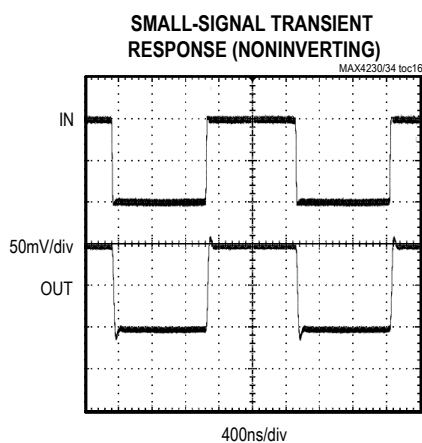 SMALL-SIGNAL TRANSIENT
RESPONSE (NONINVERTING)
MAX4230/34 toc16
IN
50mV/div
OUT
400ns/div